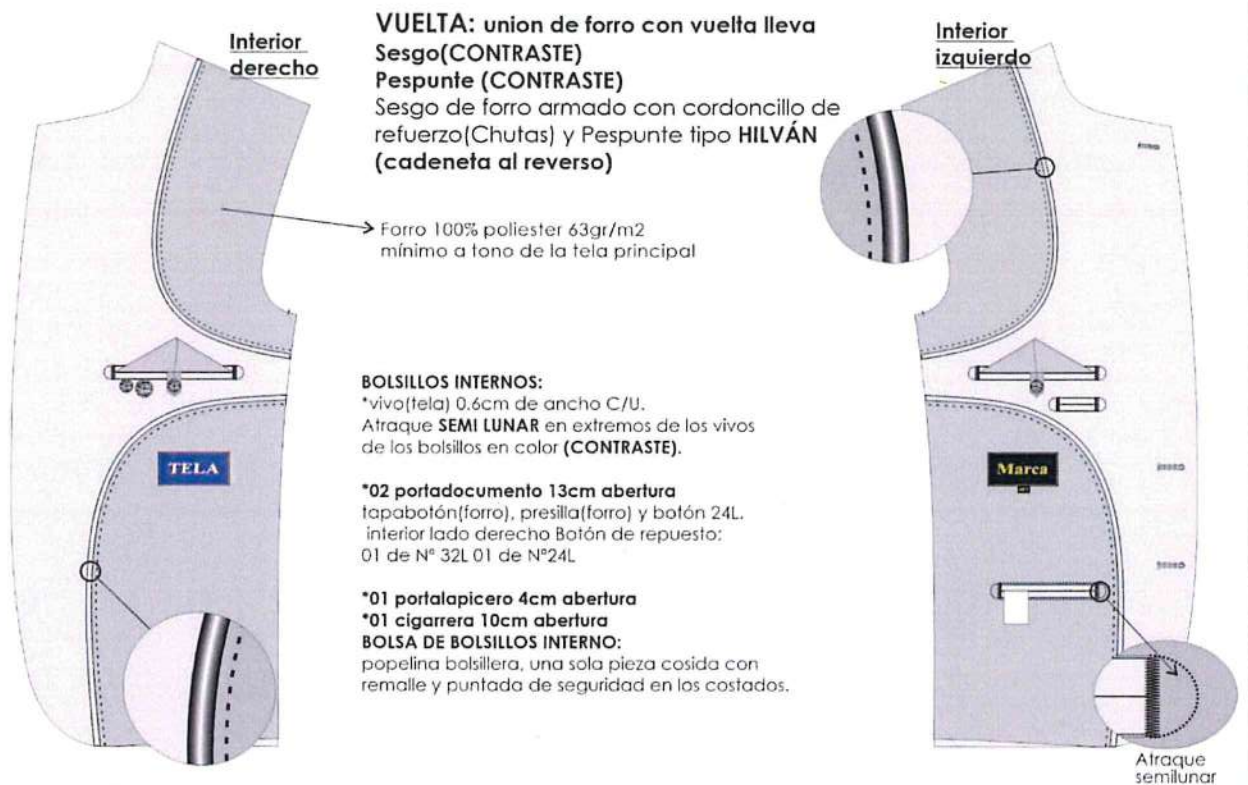 Interior
derecho
VUELTA: union de forro con vuelta lleva
Sesgo(CONTRASTE)
Pespunte (CONTRASTE)
Sesgo de forro armado con cordoncillo de
refuerzo(Chutas) y Pespunte tipo HILVÁN
(cadeneta al reverso)
Interior
izquierdo
Forro 100% poliester 63gr/m2
mínimo a tono de la tela principal
BOLSILLOS INTERNOS:
*vivo(tela) 0.6cm de ancho C/U.
Atraque SEMI LUNAR en extremos de los vivos
de los bolsillos en color (CONTRASTE).
*02 portadocumento 13cm abertura
tapabotón(forro), presilla(forro) y botón 24L.
interior lado derecho Botón de repuesto:
01 de N° 32L 01 de N°24L
*01 portalapicero 4cm abertura
*01 cigarrera 10cm abertura
BOLSA DE BOLSILLOS INTERNO:
popelina bolsillera, una sola pieza cosida con
remalle y puntada de seguridad en los costados.
TELA
Marca
Atraque
semilunar